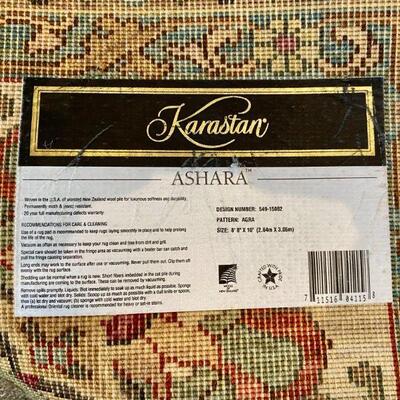 Karastan®
ASHARA™
Woven in the U.S.A. of worsted New Zealand wool pile for luxurious softness and durability.
Permanently moth & insect resistant.
20 year full manufacturing defects warranty.
DESIGN NUMBER: 549-15002
PATTERN: AGRA
SIZE: 8' 8" X 10' (2.64m X 3.05m)
RECOMMENDATIONS FOR CARE & CLEANING
Use of a rug pad is recommended to keep rugs laying smoothly in place and to help prolong
the life of the rug.
Vacuum as often as necessary to keep your rug clean and free from dirt and grit.
Special care should be taken in the fringe area as vacuuming with a beater bar can catch and
pull the fringe causing separation.
Long ends may work to the surface after use or vacuuming. Never pull them out. Clip them off
evenly with the rug surface.
Shedding can be normal when a rug is new. Short fibers imbedded in the cut pile during
manufacturing are coming to the surface. These can be removed by vacuuming.
Remove spills promptly. Liquids: Blot immediately to soak up as much liquid as possible. Sponge
with cold water and blot dry. Solids: Scoop up as much as possible with a dull knife or spoon,
then (a) let dry and vacuum; (b) sponge with cold water and blot dry.
A professional Oriental rug cleaner is recommended for heavy or set-in stains.
CRAFTED WITH PRIDE
IN U.S.A.
7 11516 04115 8